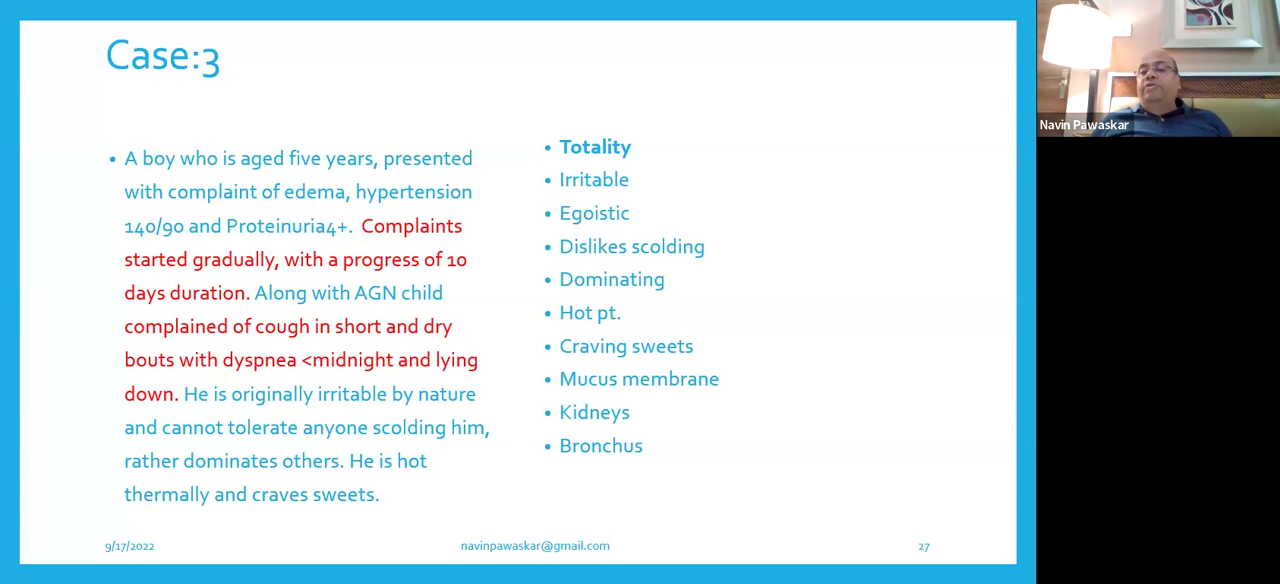 Case:3
• A boy who is aged five years, presented
with complaint of edema, hypertension
140/90 and Proteinuria4+. Complaints
started gradually, with a progress of 10
days duration. Along with AGN child
complained of cough in short and dry
bouts with dyspnea <midnight and lying
down. He is originally irritable by nature
and cannot tolerate anyone scolding him,
rather dominates others. He is hot
thermally and craves sweets.
• Totality
• Irritable
• Egoistic
• Dislikes scolding
• Dominating
• Hot pt.
• Craving sweets
• Mucus membrane
• Kidneys
• Bronchus
9/17/2022
navinpawaskar@gmail.com
27
Navin Pawaskar